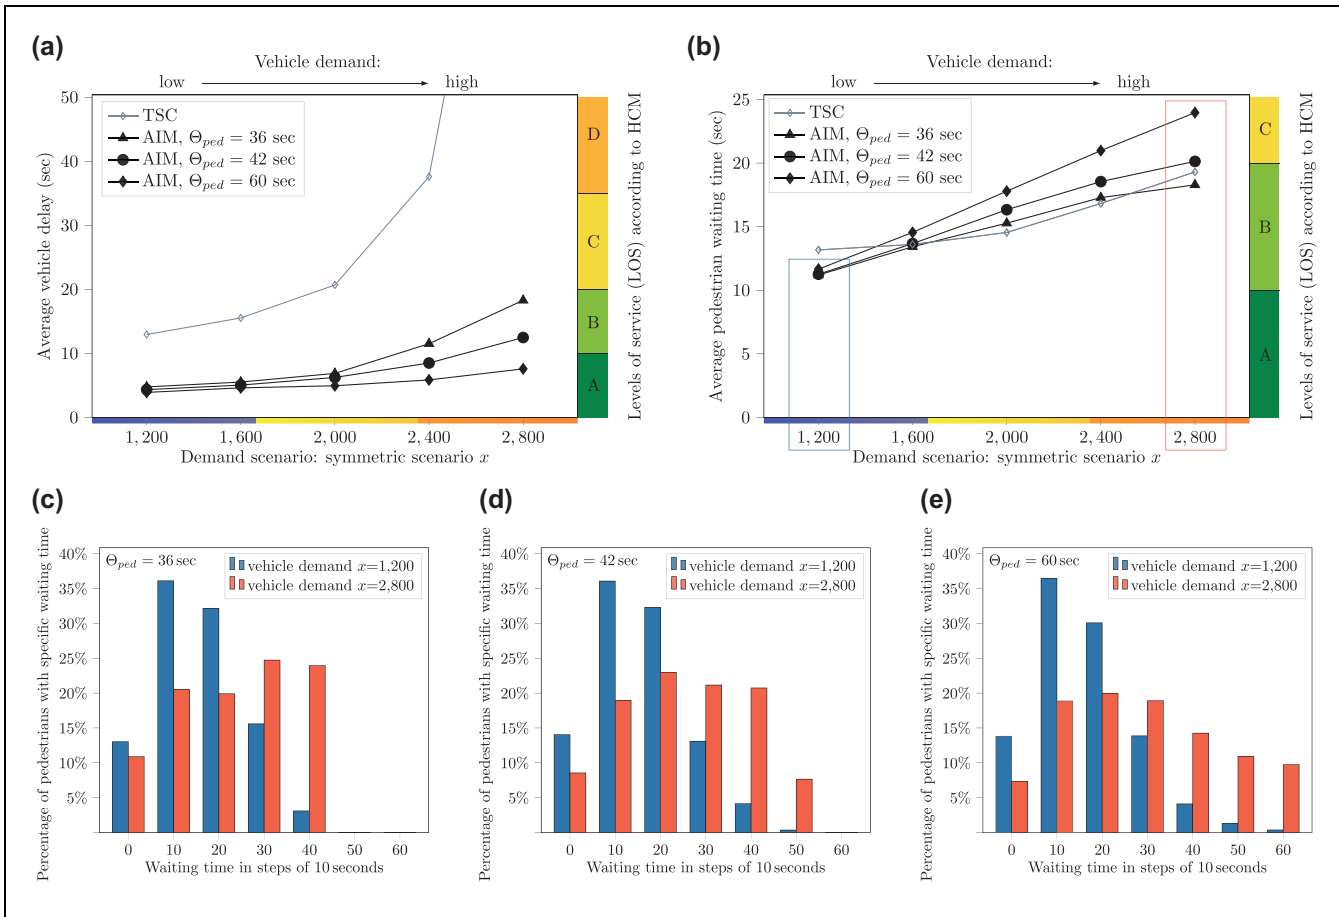 (a)
Vehicle demand:
low
high
50
40
30
20
10
0
Average vehicle delay (sec)
TSC
AIM, Θped = 36 sec
AIM, Θped = 42 sec
AIM, Θped = 60 sec
D
C
B
A
Levels of service (LOS) according to HCM
1,200
1,600
2,000
2,400
2,800
Demand scenario: symmetric scenario x
(b)
Vehicle demand:
low
high
25
20
15
10
5
0
Average pedestrian waiting time (sec)
TSC
AIM, Θped = 36 sec
AIM, Θped = 42 sec
AIM, Θped = 60 sec
C
B
A
Levels of service (LOS) according to HCM
1,200
1,600
2,000
2,400
2,800
Demand scenario: symmetric scenario x
(c)
Percentage of pedestrians with specific waiting time
40%
35%
30%
25%
20%
15%
10%
5%
Θped = 36 sec
vehicle demand x=1,200
vehicle demand x=2,800
0
10
20
30
40
50
60
Waiting time in steps of 10 seconds
(d)
Percentage of pedestrians with specific waiting time
40%
35%
30%
25%
20%
15%
10%
5%
Θped = 42 sec
vehicle demand x=1,200
vehicle demand x=2,800
0
10
20
30
40
50
60
Waiting time in steps of 10 seconds
(e)
Percentage of pedestrians with specific waiting time
40%
35%
30%
25%
20%
15%
10%
5%
Θped = 60 sec
vehicle demand x=1,200
vehicle demand x=2,800
0
10
20
30
40
50
60
Waiting time in steps of 10 seconds